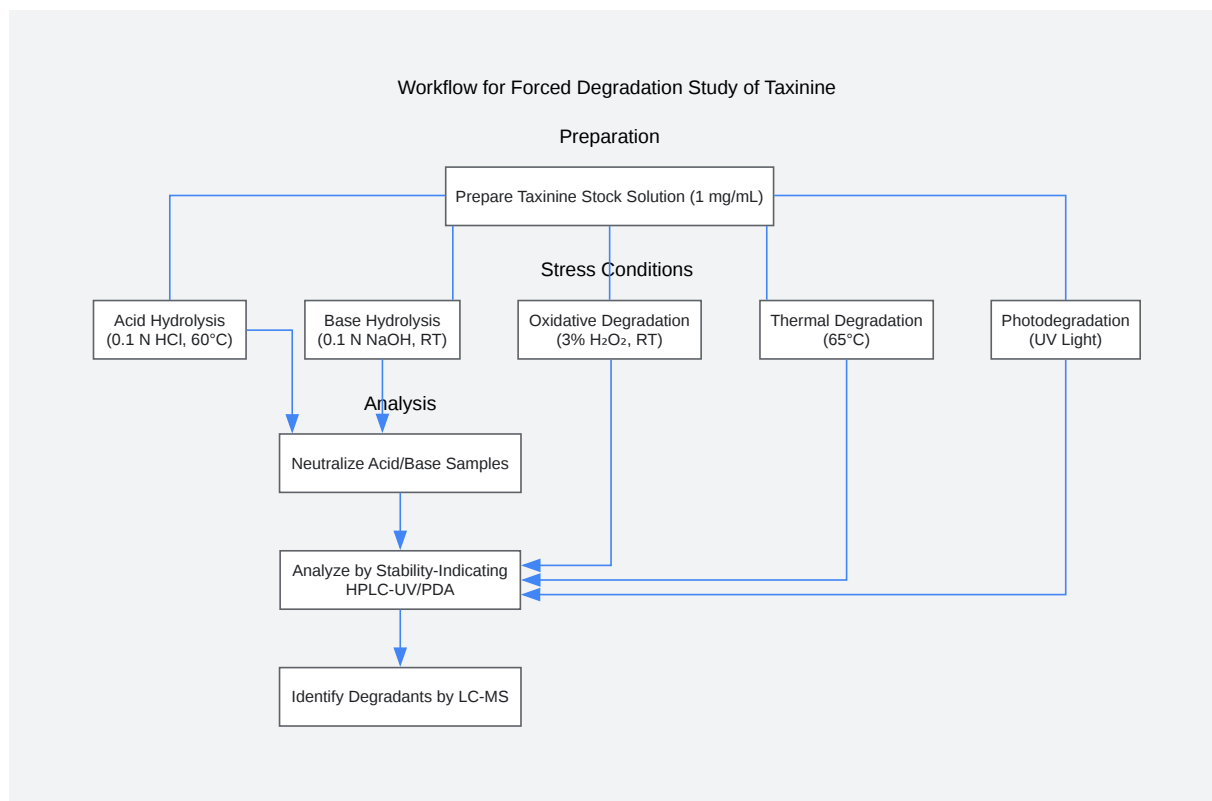 Workflow for Forced Degradation Study of Taxinine
Preparation
Prepare Taxinine Stock Solution (1 mg/mL)
Stress Conditions
Acid Hydrolysis
(0.1 N HCl, 60°C)
Base Hydrolysis
(0.1 N NaOH, RT)
Oxidative Degradation
(3% H₂O₂, RT)
Thermal Degradation
(65°C)
Photodegradation
(UV Light)
Analysis
Neutralize Acid/Base Samples
Analyze by Stability-Indicating
HPLC-UV/PDA
Identify Degradants by LC-MS